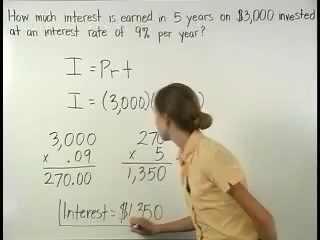 How much interest is earned in 5 years on $3,000 invested
at an interest rate of 9% per year?
I = Prt
I = (3,000)(
3,000
x .09
270.00
270
x 5
1,350
Interest = $1,350